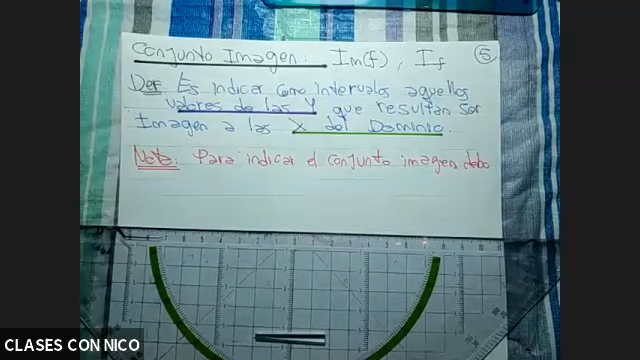 Conjunto Imagen: Im(f), If ⑤
Def: Es indicar como intervalos aquellos
valores de las Y que resultan ser
Imagen a las X del Dominio.
Nota: Para indicar el conjunto imagen debo
CLASES CON NICO